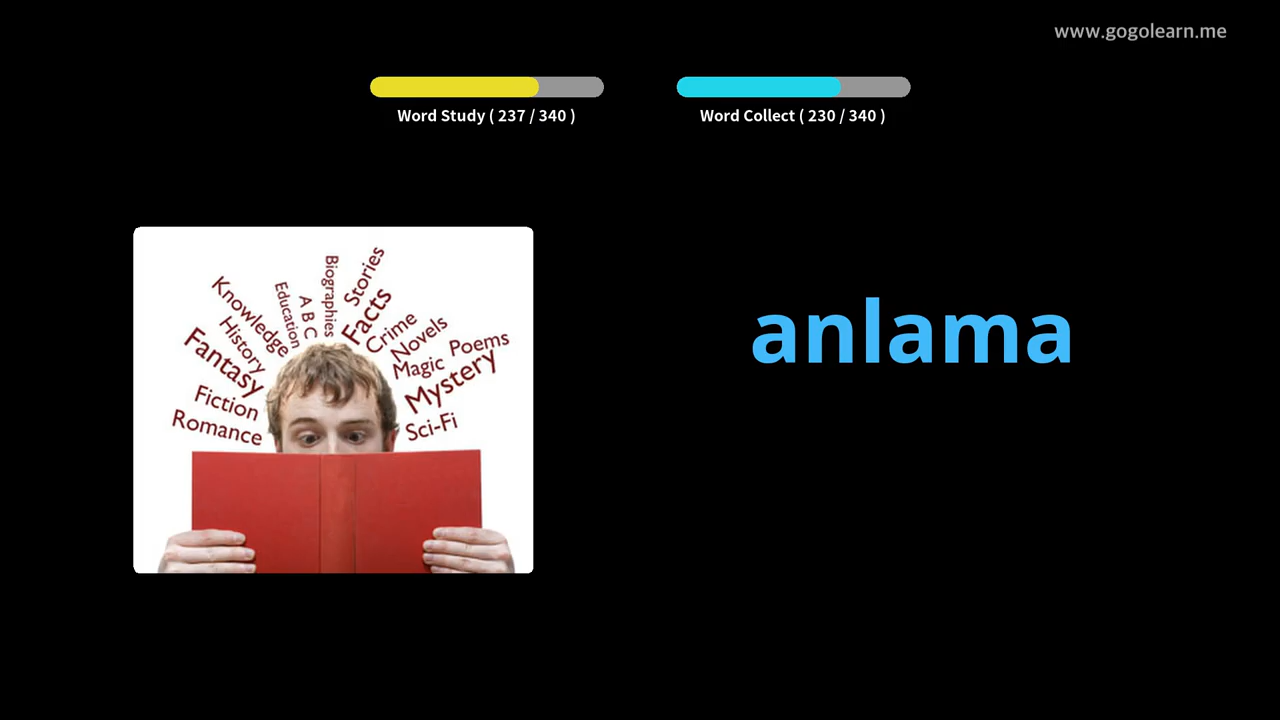 www.gogolearn.me
Word Study ( 237 / 340 )
Word Collect ( 230 / 340 )
Romance
Fiction
Fantasy
History
Knowledge
Education
A B C
Biographies
Stories
Facts
Crime
Novels
Magic
Poems
Mystery
Sci-Fi
anlama